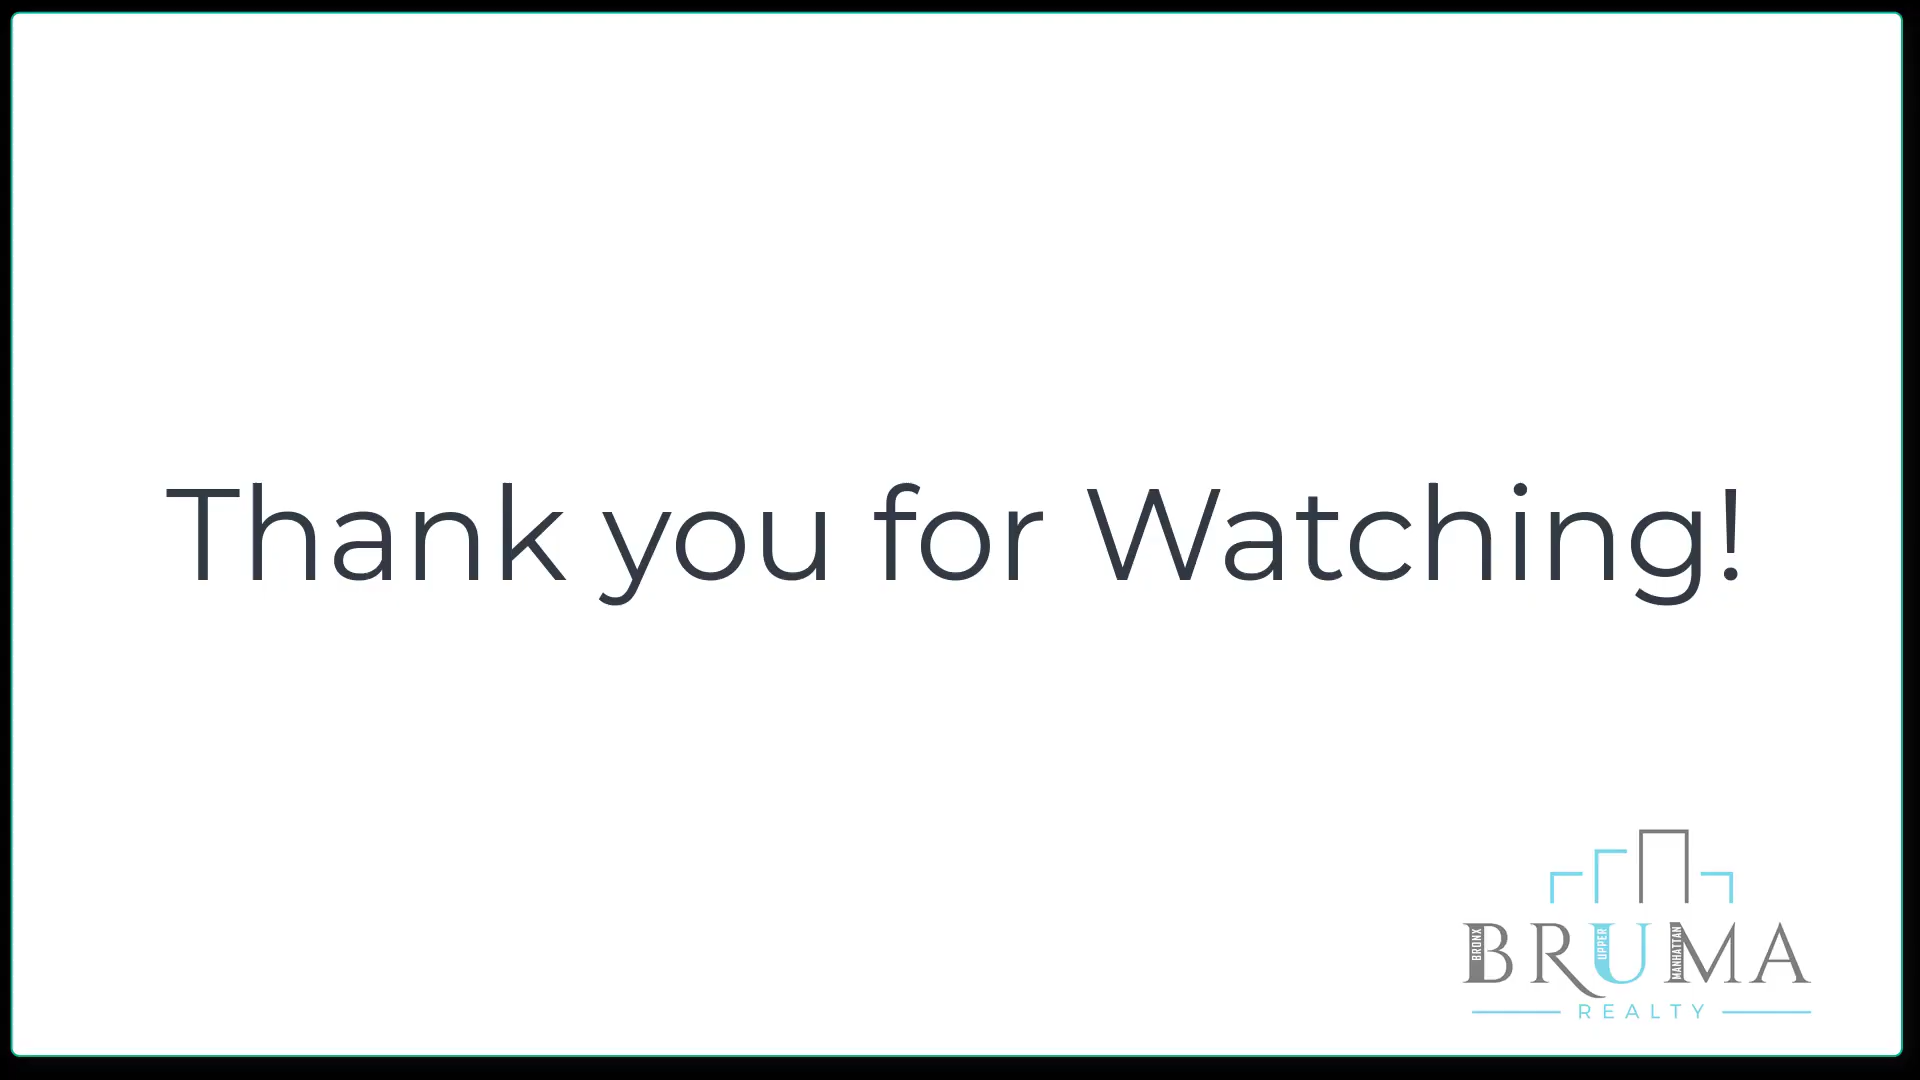 Thank you for Watching!
BRUMA
BRONX
UPPER
MANHATTAN
REALTY